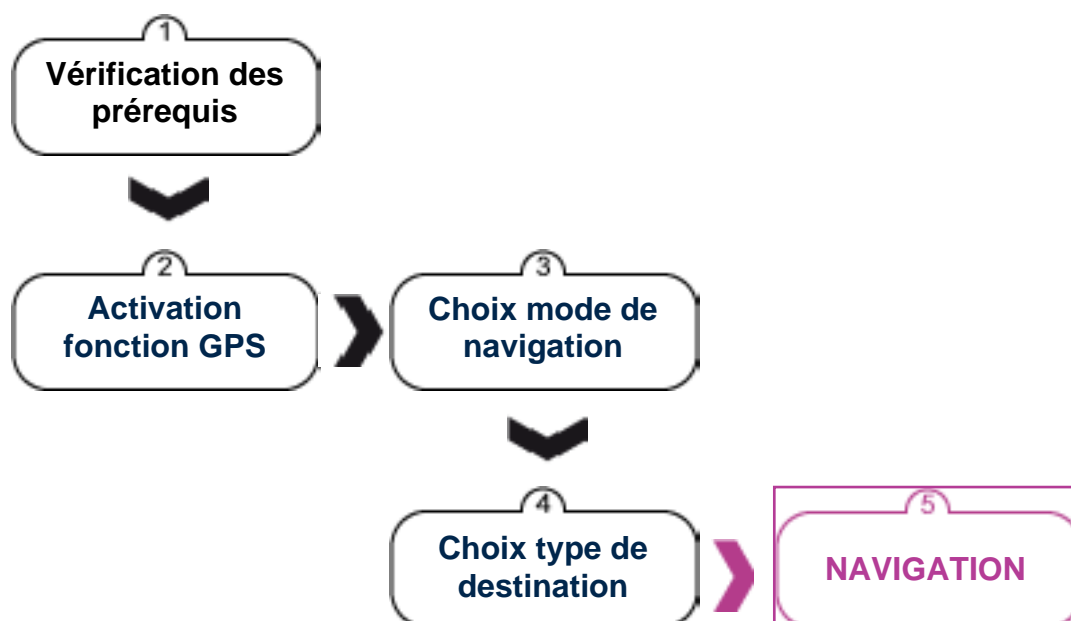 1
Vérification des
prérequis
2
Activation
fonction GPS
3
Choix mode de
navigation
4
Choix type de
destination
5
NAVIGATION